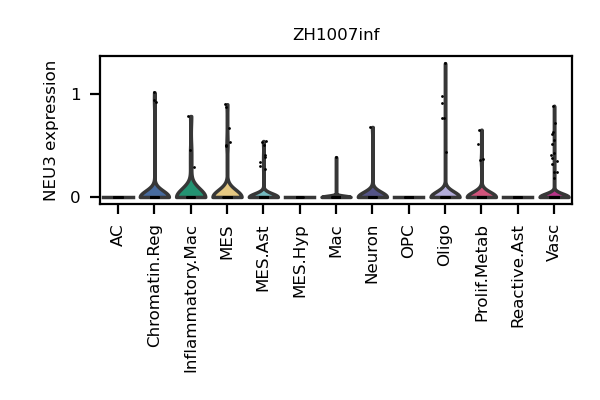 ZH1007inf
NEU3 expression
1
0
AC
Chromatin.Reg
Inflammatory.Mac
MES
MES.Ast
MES.Hyp
Mac
Neuron
OPC
Oligo
Prolif.Metab
Reactive.Ast
Vasc